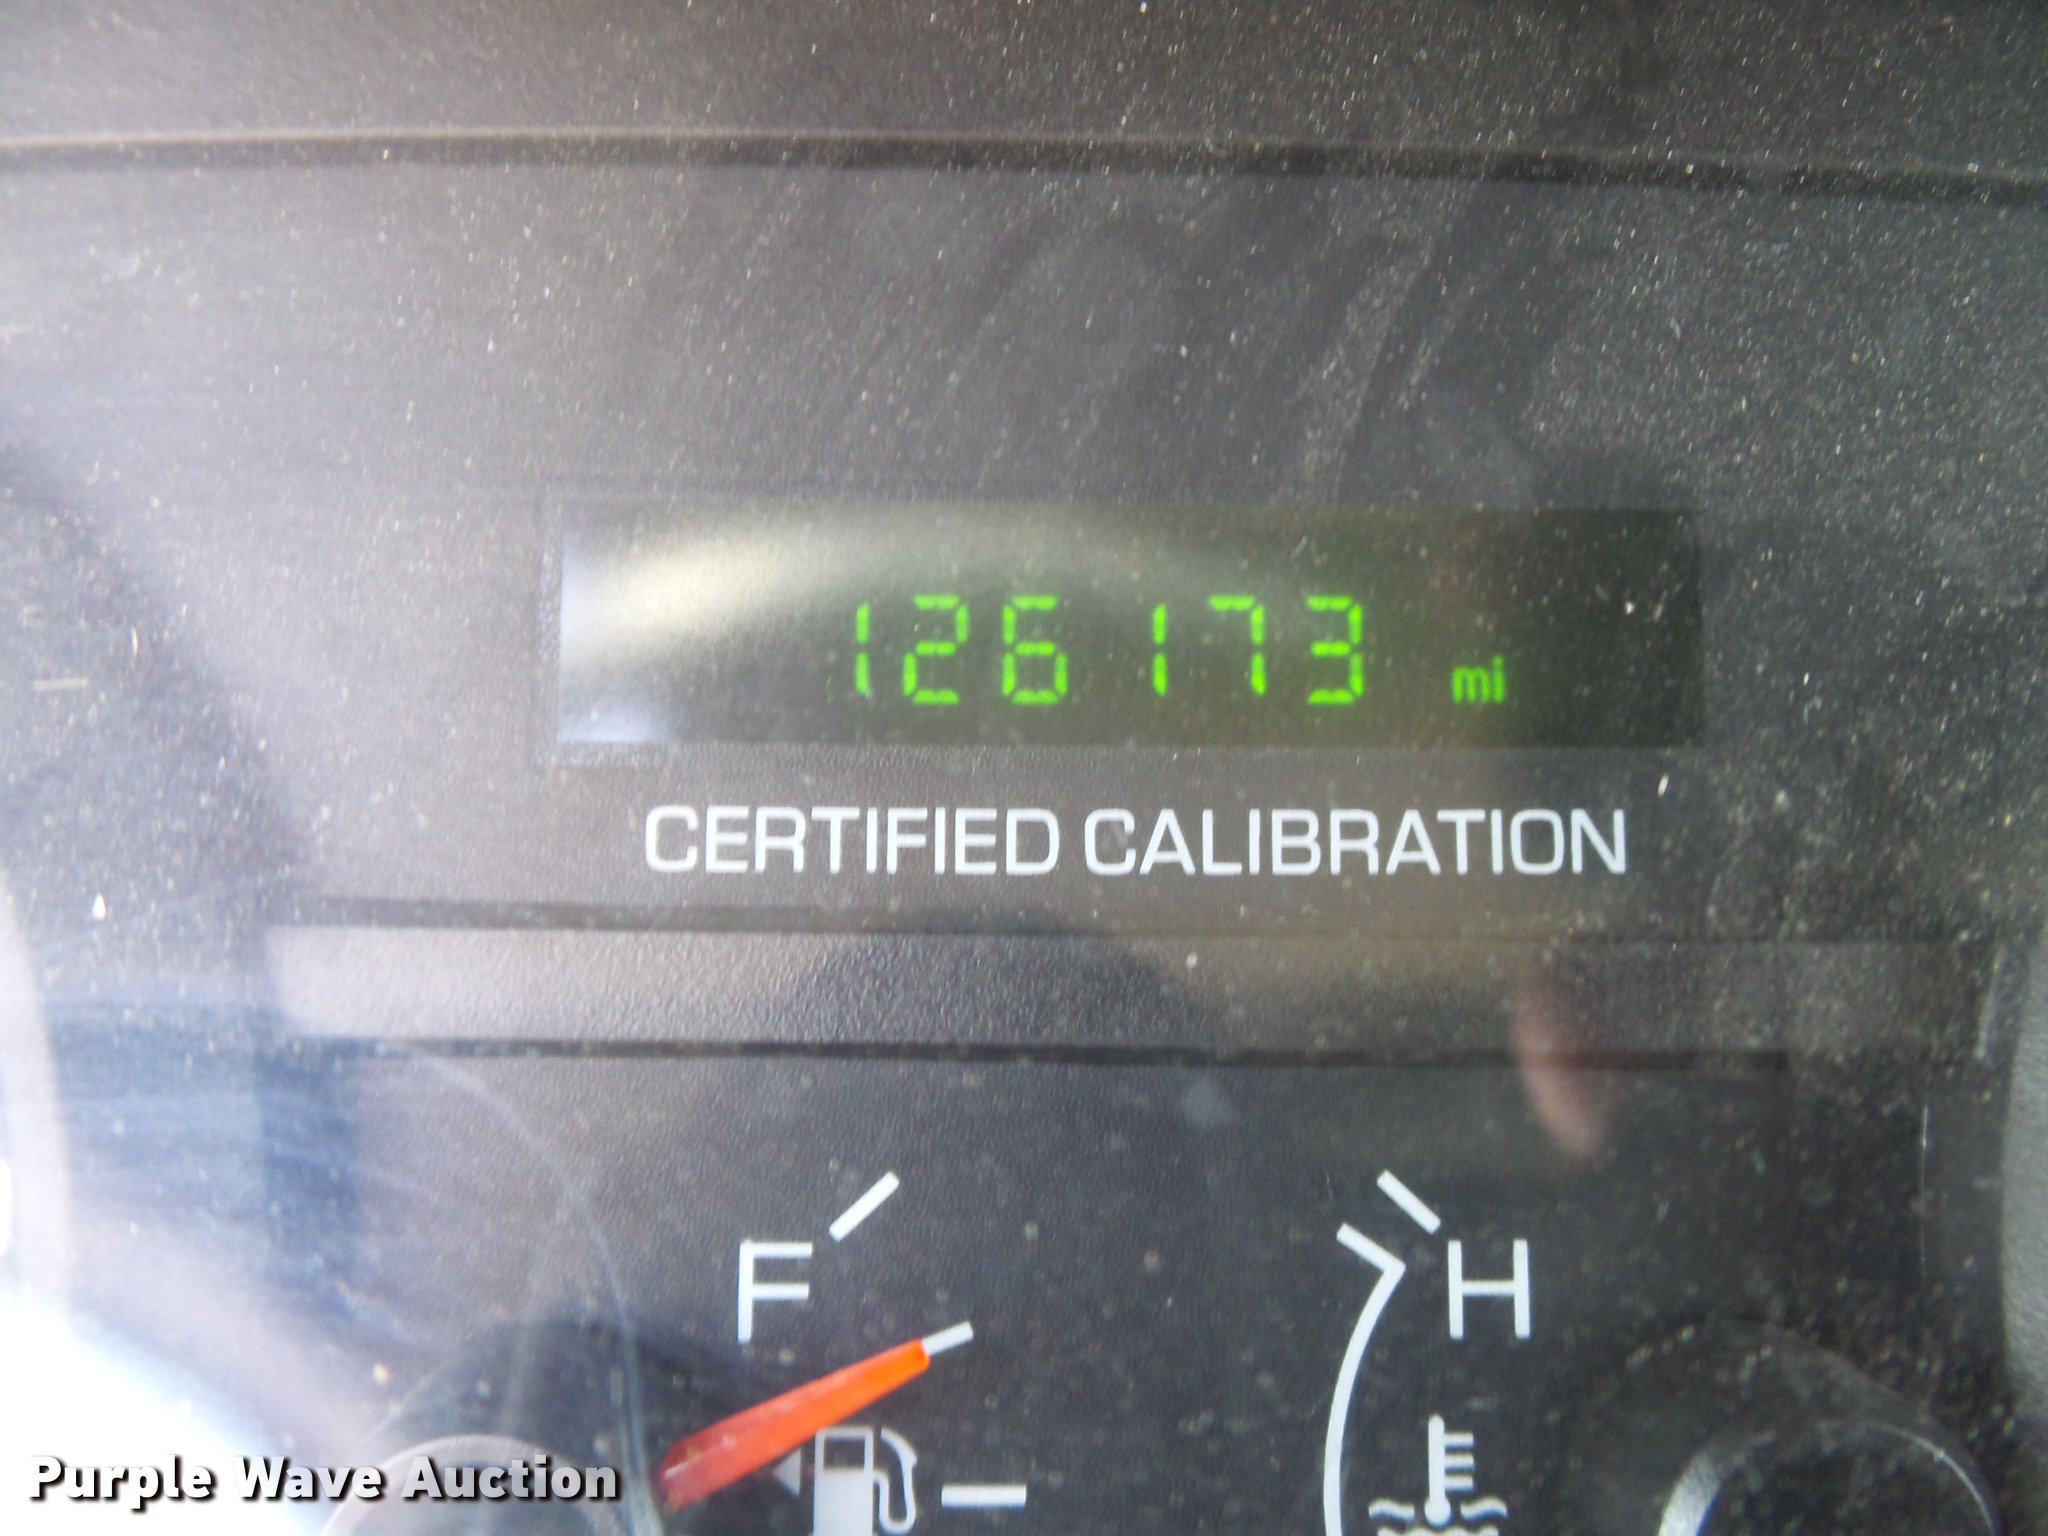 126173 mi
CERTIFIED CALIBRATION
F H
Purple Wave Auction